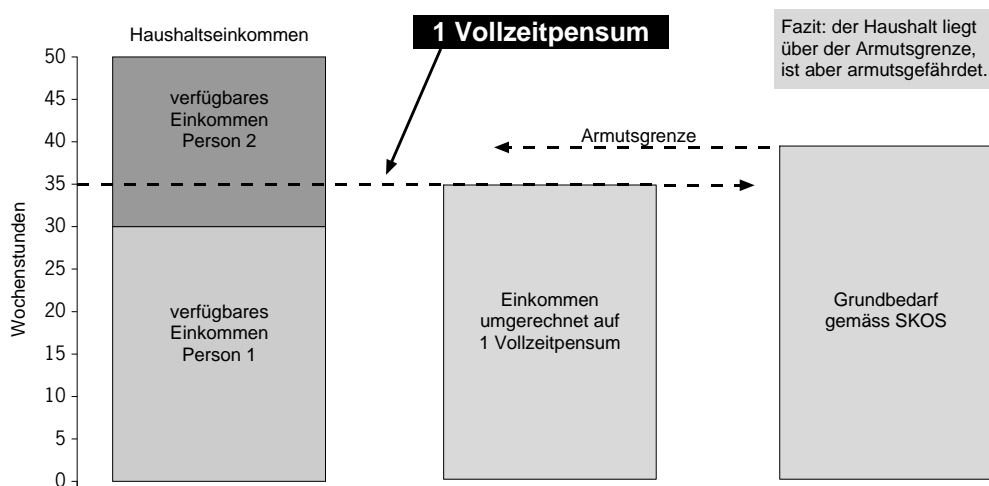 Haushaltseinkommen
1 Vollzeitpensum
Fazit: der Haushalt liegt
über der Armutsgrenze,
ist aber armutsgefährdet.
Wochenstunden
50
45
40
35
30
25
20
15
10
5
0
verfügbares
Einkommen
Person 2
verfügbares
Einkommen
Person 1
Armutsgrenze
Einkommen
umgerechnet auf
1 Vollzeitpensum
Grundbedarf
gemäss SKOS